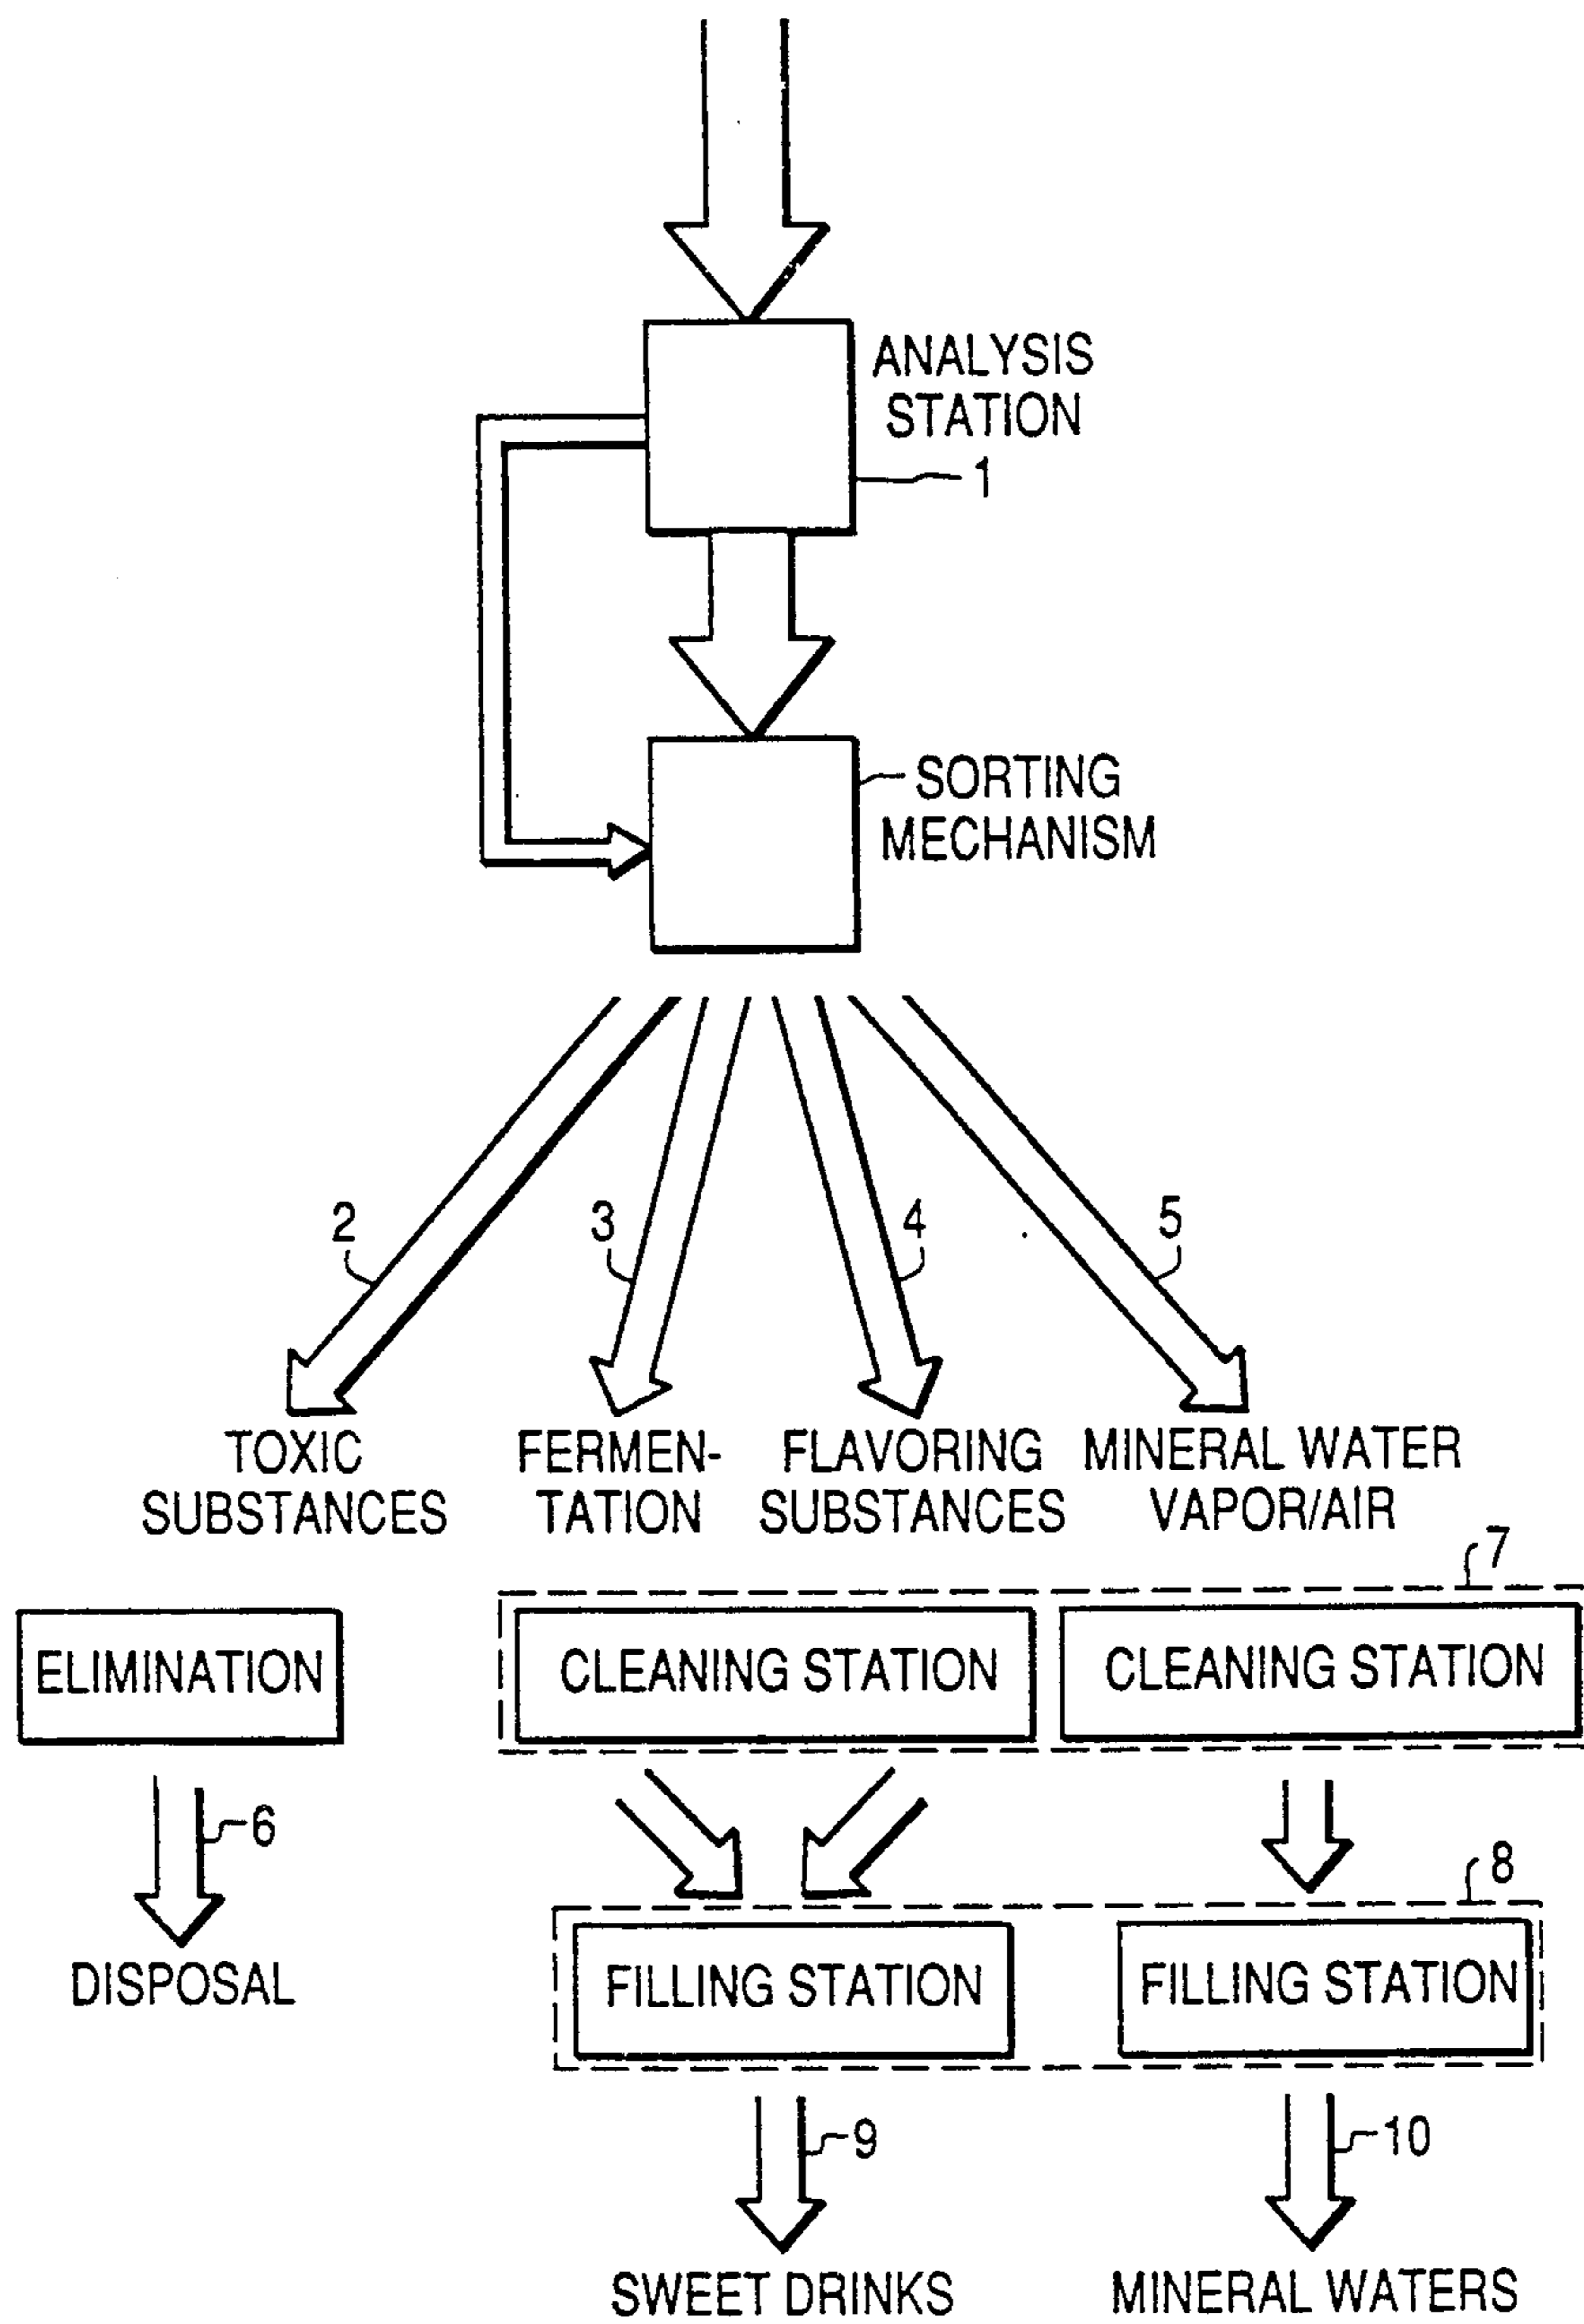 ANALYSIS
STATION
1
SORTING
MECHANISM
2 3 4 5
TOXIC
SUBSTANCES
FERMEN-
TATION
FLAVORING
SUBSTANCES
MINERAL WATER
VAPOR/AIR
7
ELIMINATION
CLEANING STATION
CLEANING STATION
6
DISPOSAL
8
FILLING STATION
FILLING STATION
9
10
SWEET DRINKS
MINERAL WATERS